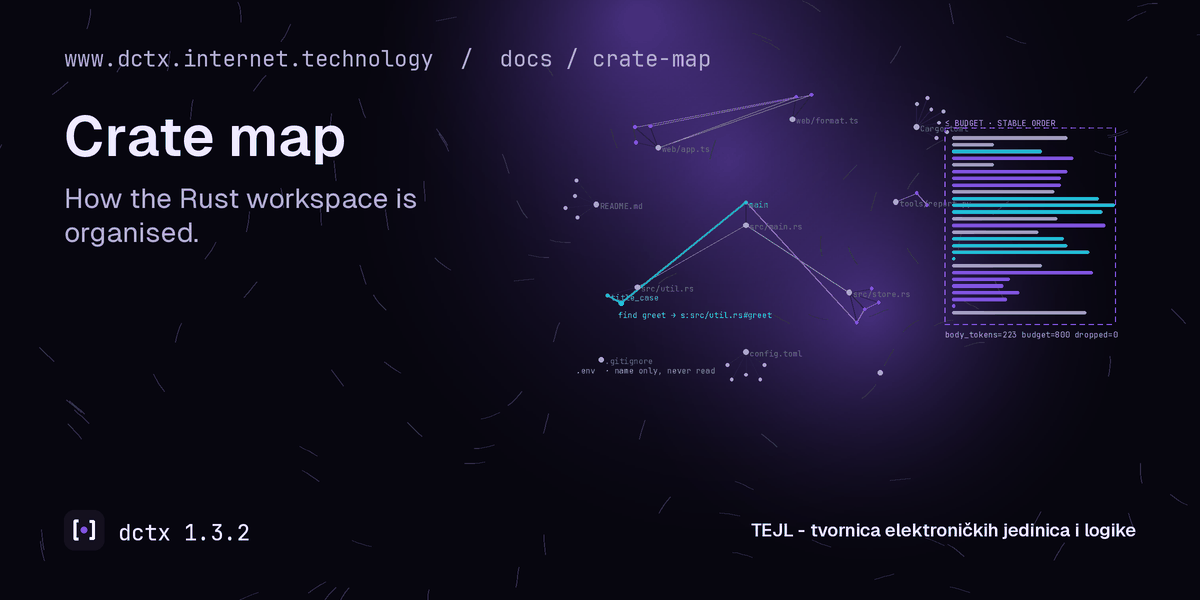 www.dctx.internet.technology / docs / crate-map
Crate map
How the Rust workspace is
organised.
web/format.ts
web/app.ts
≤ BUDGET · STABLE ORDER
README.md
main
src/main.rs
src/util.rs
title_case
src/store.rs
find greet → s:src/util.rs#greet
body_tokens=223 budget=800 dropped=0
config.toml
.gitignore
.env · name only, never read
dctx 1.3.2
TEJL - tvornica elektroničkih jedinica i logike